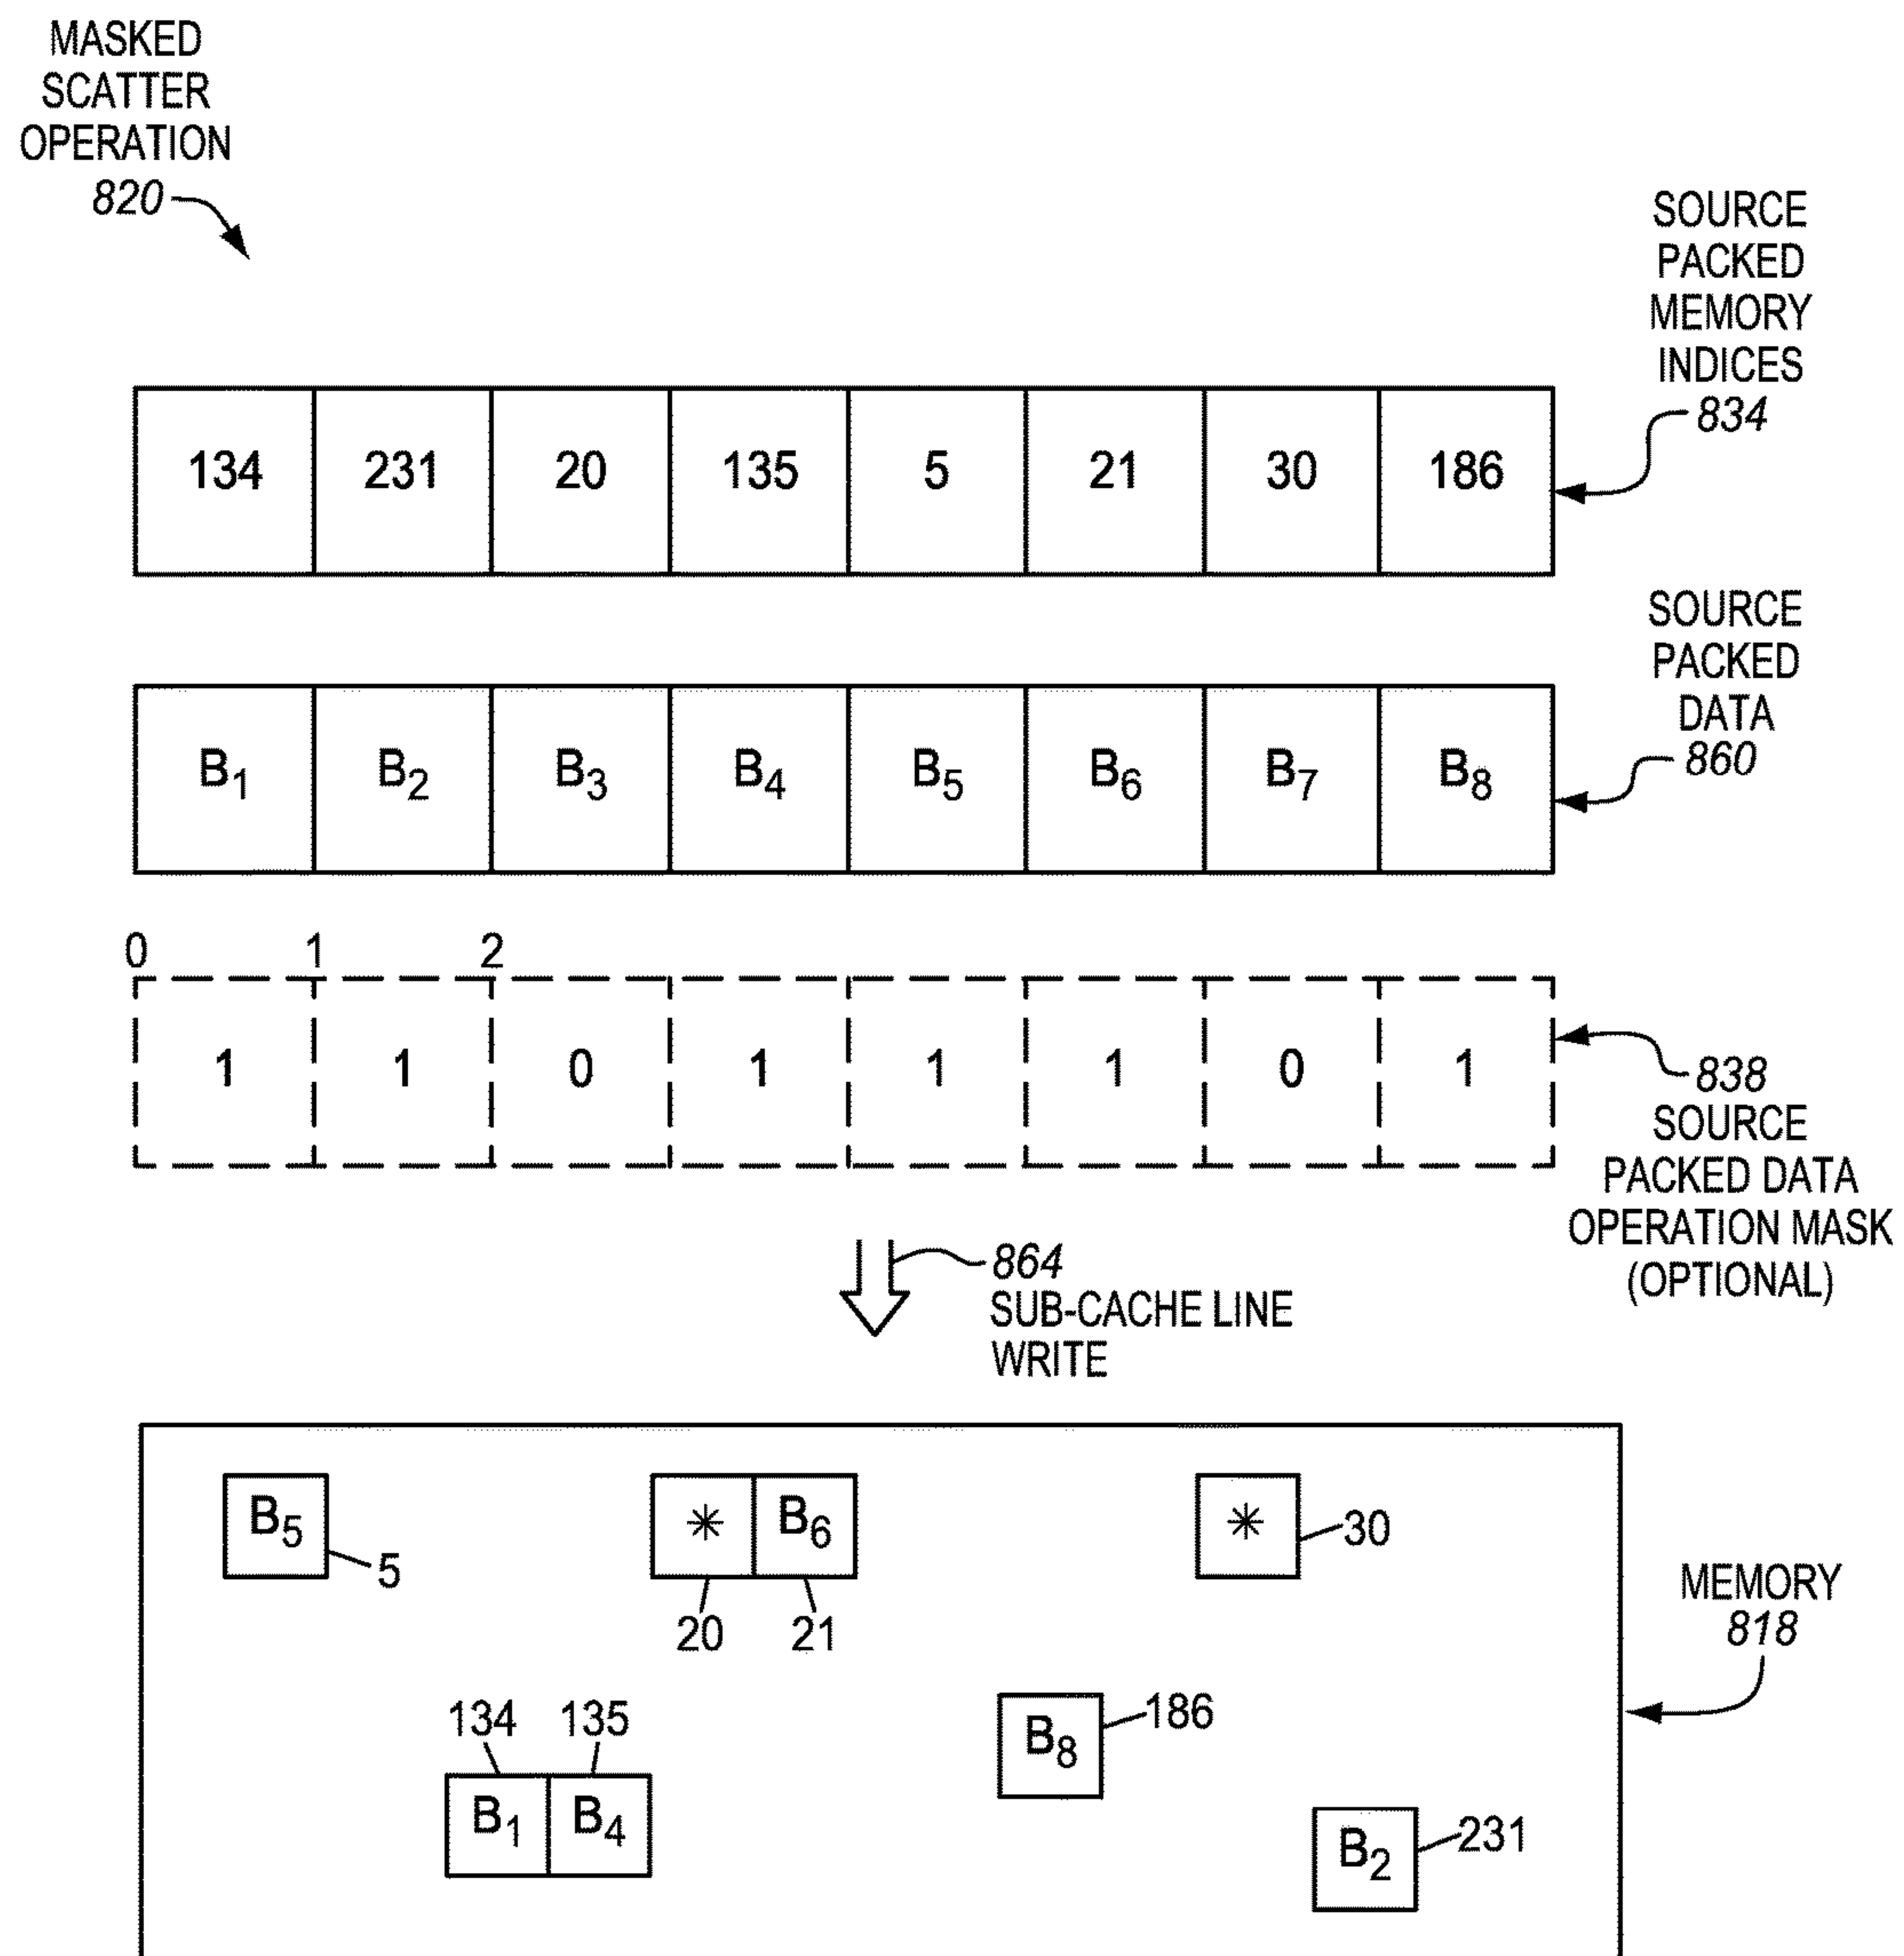 MASKED
SCATTER
OPERATION
820
SOURCE
PACKED
MEMORY
INDICES
834
134 231 20 135 5 21 30 186
SOURCE
PACKED
DATA
860
B₁ B₂ B₃ B₄ B₅ B₆ B₇ B₈
0 1 2
1 1 0 1 1 1 0 1
838
SOURCE
PACKED DATA
OPERATION MASK
(OPTIONAL)
864
SUB-CACHE LINE
WRITE
B₅ * B₆ *
5 20 21 30
MEMORY
818
134 135 186
B₈
B₁ B₄
B₂ 231